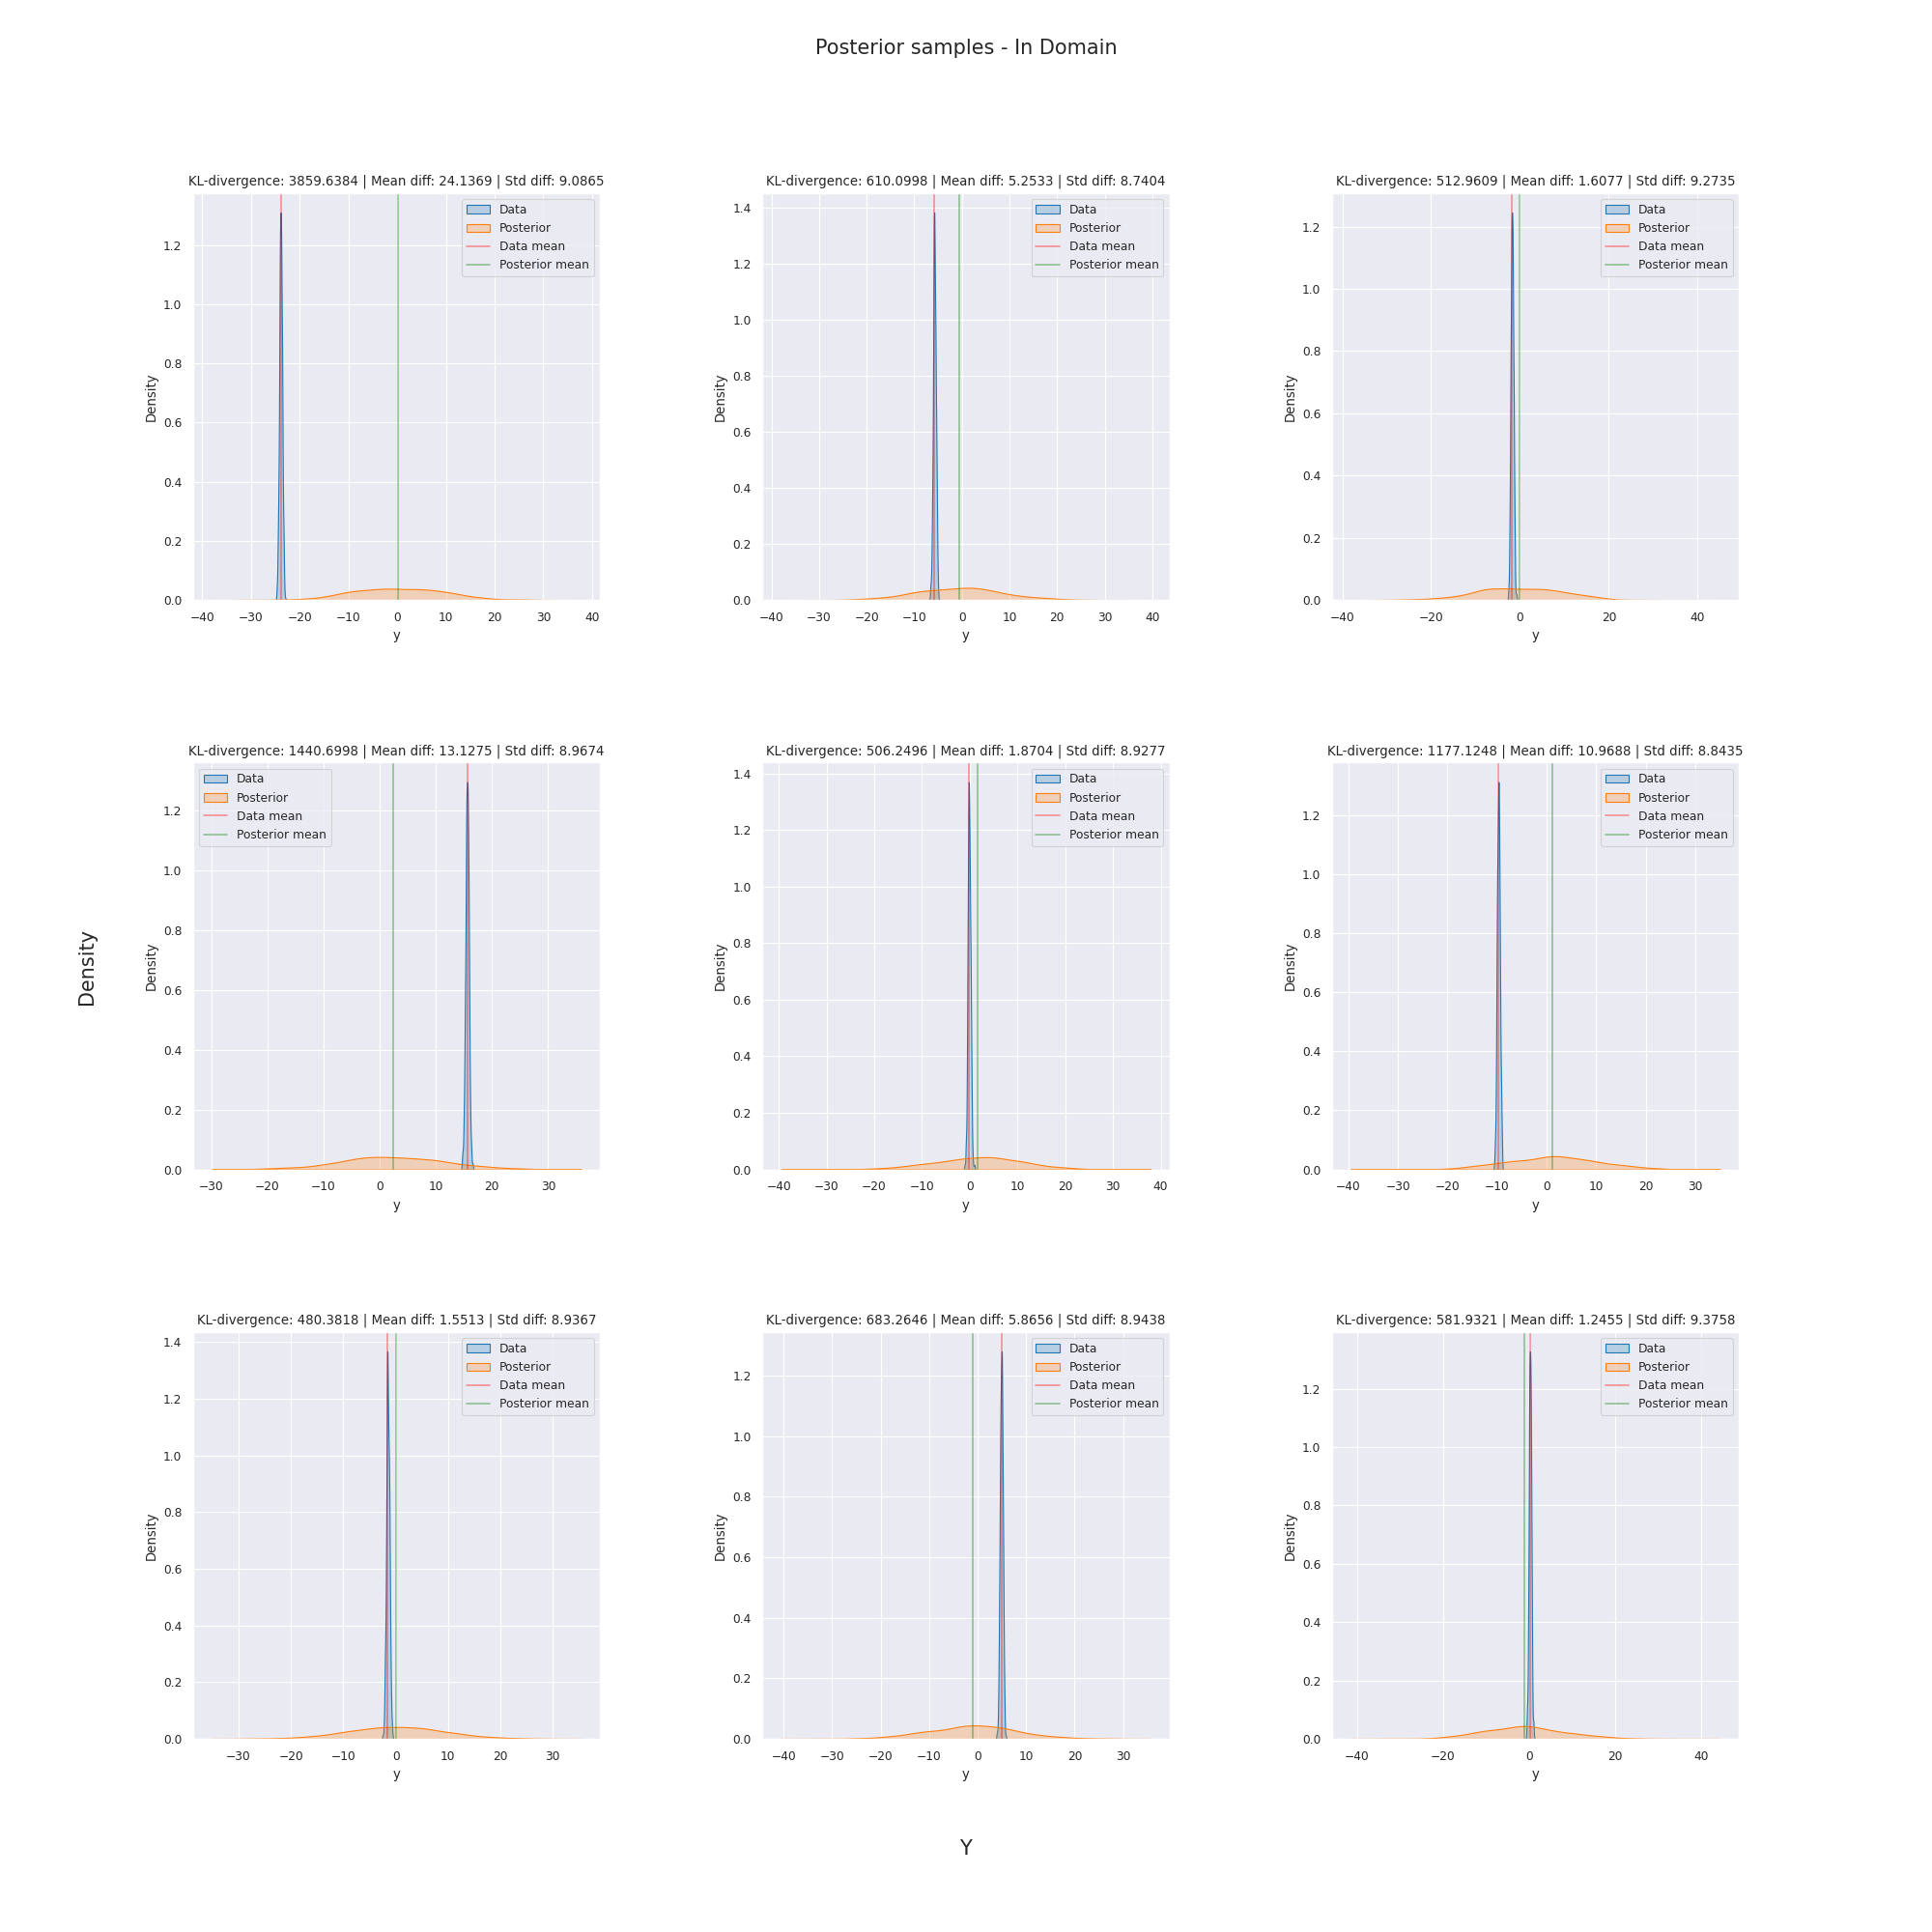 Posterior samples - In Domain
KL-divergence: 3859.6384 | Mean diff: 24.1369 | Std diff: 9.0865
Data
Posterior
Data mean
Posterior mean
1.2
1.0
0.8
0.6
0.4
0.2
0.0
Density
−40 −30 −20 −10 0 10 20 30 40
y
KL-divergence: 610.0998 | Mean diff: 5.2533 | Std diff: 8.7404
Data
Posterior
Data mean
Posterior mean
1.4
1.2
1.0
0.8
0.6
0.4
0.2
0.0
Density
−40 −30 −20 −10 0 10 20 30 40
y
KL-divergence: 512.9609 | Mean diff: 1.6077 | Std diff: 9.2735
Data
Posterior
Data mean
Posterior mean
1.2
1.0
0.8
0.6
0.4
0.2
0.0
Density
−40 −20 0 20 40
y
KL-divergence: 1440.6998 | Mean diff: 13.1275 | Std diff: 8.9674
Data
Posterior
Data mean
Posterior mean
1.2
1.0
0.8
0.6
0.4
0.2
0.0
Density
−30 −20 −10 0 10 20 30
y
KL-divergence: 506.2496 | Mean diff: 1.8704 | Std diff: 8.9277
Data
Posterior
Data mean
Posterior mean
1.4
1.2
1.0
0.8
0.6
0.4
0.2
0.0
Density
−40 −30 −20 −10 0 10 20 30 40
y
KL-divergence: 1177.1248 | Mean diff: 10.9688 | Std diff: 8.8435
Data
Posterior
Data mean
Posterior mean
1.2
1.0
0.8
0.6
0.4
0.2
0.0
Density
−40 −30 −20 −10 0 10 20 30
y
Density
KL-divergence: 480.3818 | Mean diff: 1.5513 | Std diff: 8.9367
Data
Posterior
Data mean
Posterior mean
1.4
1.2
1.0
0.8
0.6
0.4
0.2
0.0
Density
−30 −20 −10 0 10 20 30
y
KL-divergence: 683.2646 | Mean diff: 5.8656 | Std diff: 8.9438
Data
Posterior
Data mean
Posterior mean
1.2
1.0
0.8
0.6
0.4
0.2
0.0
Density
−40 −30 −20 −10 0 10 20 30
y
KL-divergence: 581.9321 | Mean diff: 1.2455 | Std diff: 9.3758
Data
Posterior
Data mean
Posterior mean
1.2
1.0
0.8
0.6
0.4
0.2
0.0
Density
−40 −20 0 20 40
y
Y